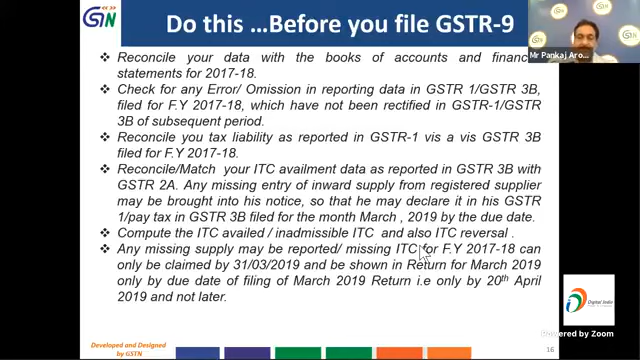 GSTN
Do this ...Before you file GSTR-9
GSTN
Mr Pankaj Aro...
❖ Reconcile your data with the books of accounts and financ
statements for 2017-18.
❖ Check for any Error/ Omission in reporting data in GSTR 1/GSTR 3B,
filed for F.Y 2017-18, which have not been rectified in GSTR-1/GSTR
3B of subsequent period.
❖ Reconcile you tax liability as reported in GSTR-1 vis a vis GSTR 3B
filed for F.Y 2017-18.
❖ Reconcile/Match your ITC availment data as reported in GSTR 3B with
GSTR 2A. Any missing entry of inward supply from registered supplier
may be brought into his notice, so that he may declare it in his GSTR
1/pay tax in GSTR 3B filed for the month March , 2019 by the due date.
❖ Compute the ITC availed / inadmissible ITC and also ITC reversal .
❖ Any missing supply may be reported/ missing ITC for F.Y 2017-18 can
only be claimed by 31/03/2019 and be shown in Return for March 2019
only by due date of filing of March 2019 Return i.e only by 20th April
2019 and not later.
Digital India
Powered by Zoom
Developed and Designed
by GSTN
16